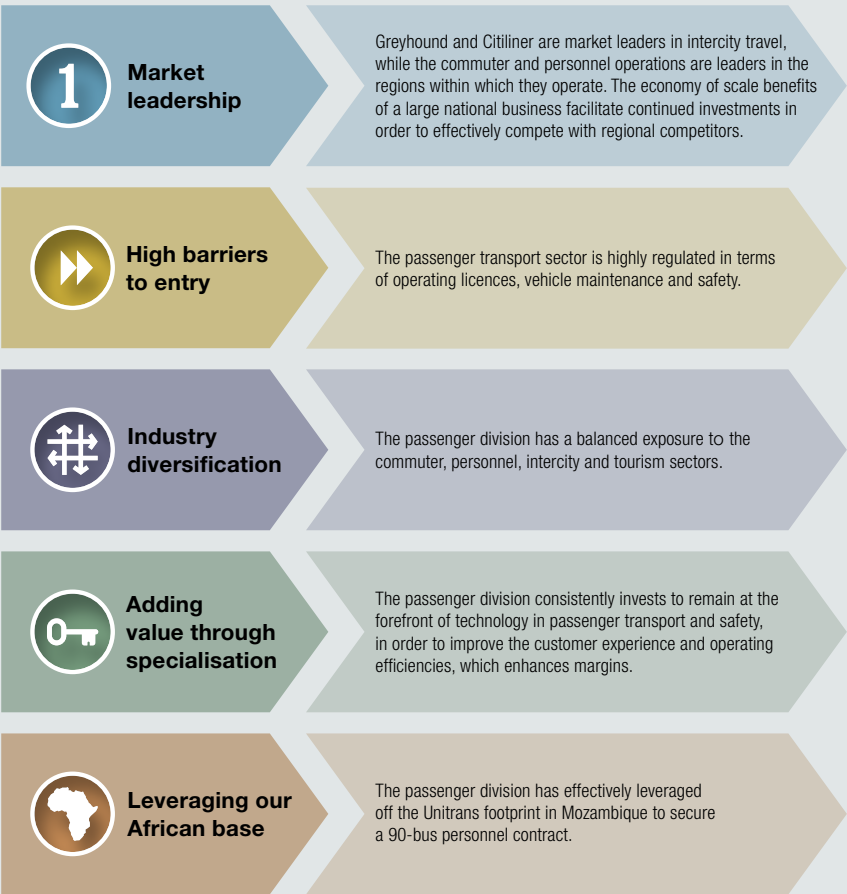 1
Market
leadership
Greyhound and Citiliner are market leaders in intercity travel,
while the commuter and personnel operations are leaders in the
regions within which they operate. The economy of scale benefits
of a large national business facilitate continued investments in
order to effectively compete with regional competitors.
High barriers
to entry
The passenger transport sector is highly regulated in terms
of operating licences, vehicle maintenance and safety.
Industry
diversification
The passenger division has a balanced exposure to the
commuter, personnel, intercity and tourism sectors.
Adding
value through
specialisation
The passenger division consistently invests to remain at the
forefront of technology in passenger transport and safety,
in order to improve the customer experience and operating
efficiencies, which enhances margins.
Leveraging our
African base
The passenger division has effectively leveraged
off the Unitrans footprint in Mozambique to secure
a 90-bus personnel contract.